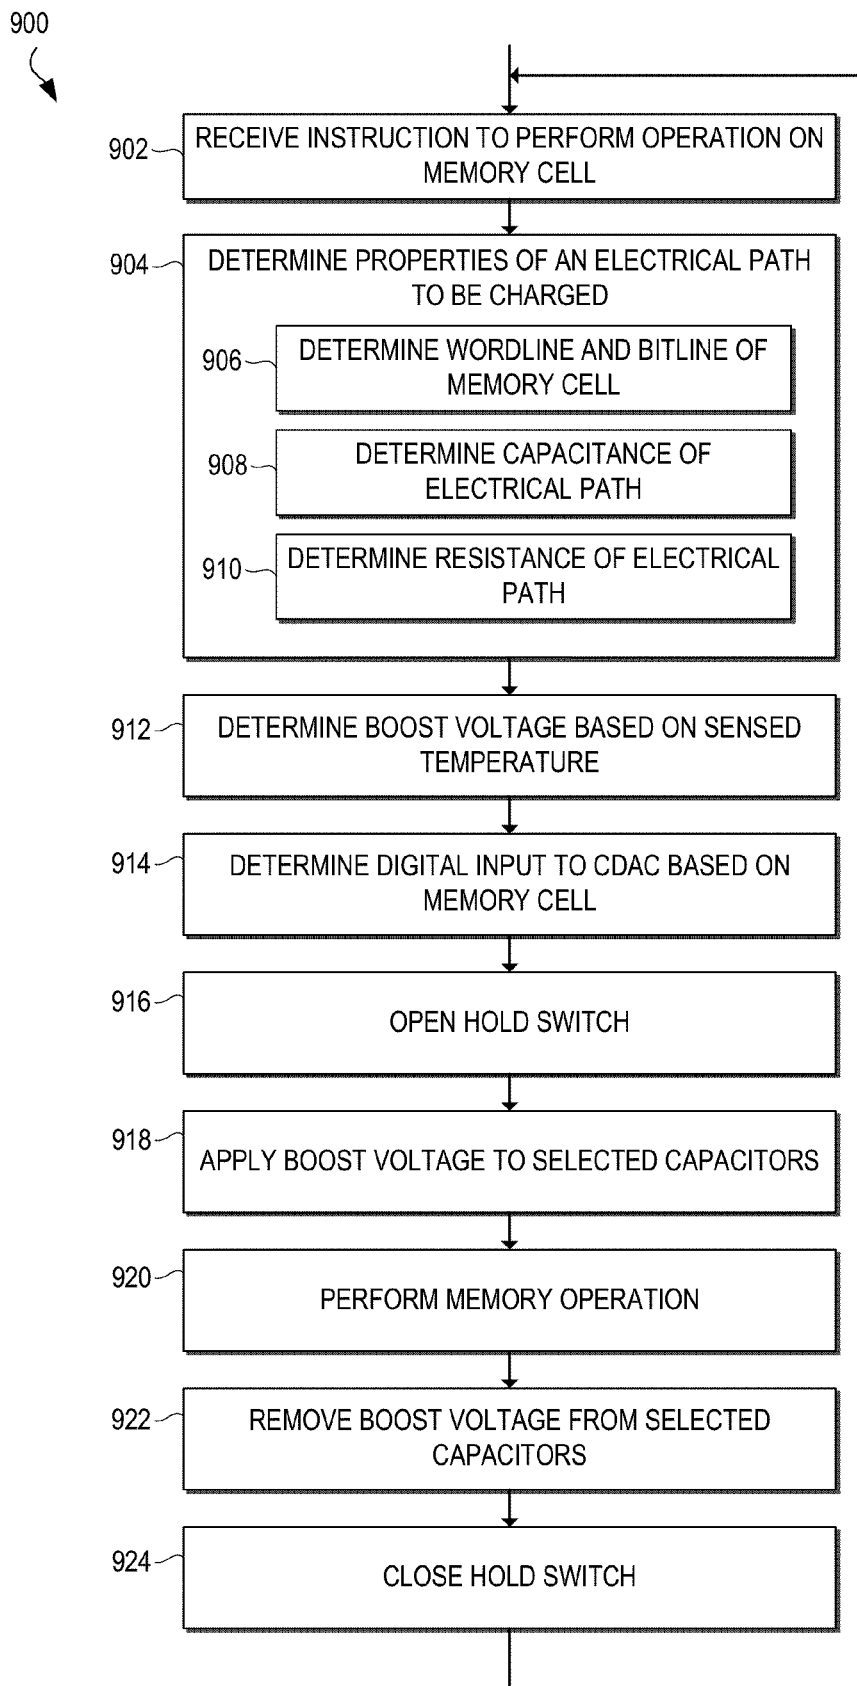 900
902
RECEIVE INSTRUCTION TO PERFORM OPERATION ON
MEMORY CELL
904
DETERMINE PROPERTIES OF AN ELECTRICAL PATH
TO BE CHARGED
906
DETERMINE WORDLINE AND BITLINE OF
MEMORY CELL
908
DETERMINE CAPACITANCE OF
ELECTRICAL PATH
910
DETERMINE RESISTANCE OF ELECTRICAL
PATH
912
DETERMINE BOOST VOLTAGE BASED ON SENSED
TEMPERATURE
914
DETERMINE DIGITAL INPUT TO CDAC BASED ON
MEMORY CELL
916
OPEN HOLD SWITCH
918
APPLY BOOST VOLTAGE TO SELECTED CAPACITORS
920
PERFORM MEMORY OPERATION
922
REMOVE BOOST VOLTAGE FROM SELECTED
CAPACITORS
924
CLOSE HOLD SWITCH